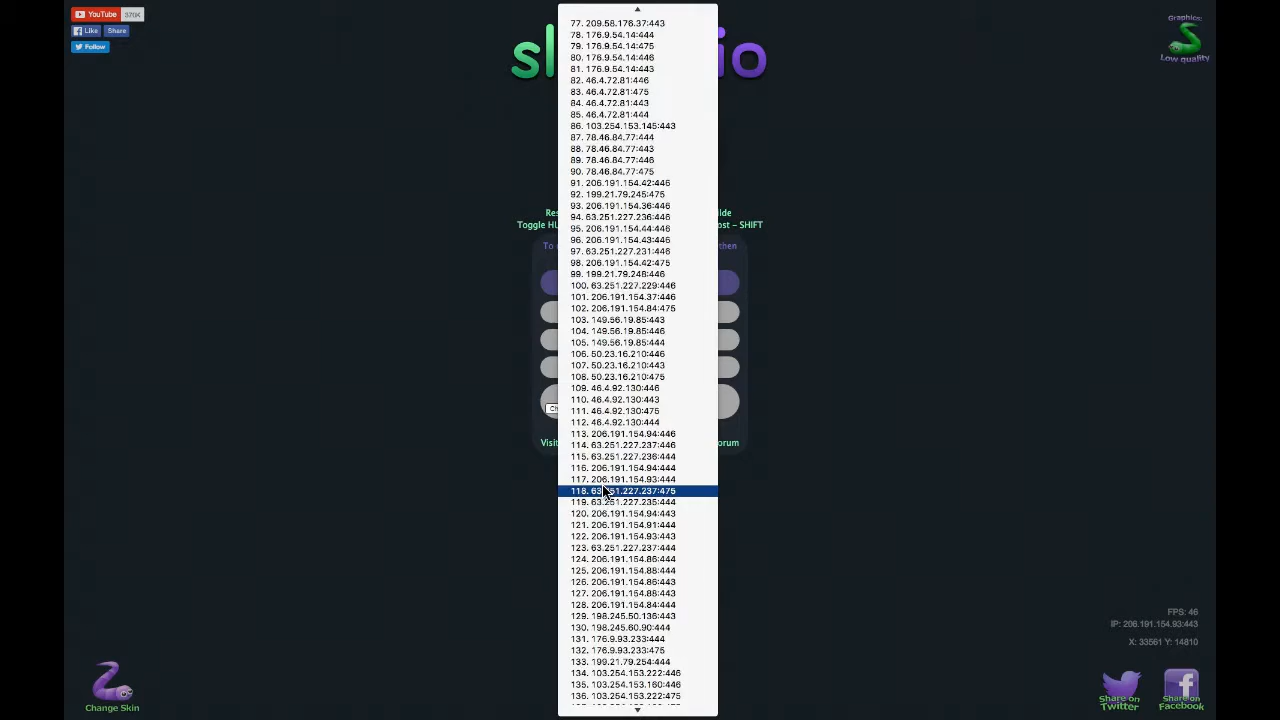 YouTube 371K
Like Share
Follow
sl
io
Graphics:
Low quality
77. 209.58.176.37:443
78. 176.9.54.14:444
79. 176.9.54.14:475
80. 176.9.54.14:446
81. 176.9.54.14:443
82. 46.4.72.81:446
83. 46.4.72.81:475
84. 46.4.72.81:443
85. 46.4.72.81:444
86. 103.254.153.145:443
87. 78.46.84.77:444
88. 78.46.84.77:443
89. 78.46.84.77:446
90. 78.46.84.77:475
91. 206.191.154.42:446
92. 199.21.79.245:475
93. 206.191.154.36:446
94. 63.251.227.236:446
95. 206.191.154.44:446
96. 206.191.154.43:446
97. 63.251.227.231:446
98. 206.191.154.42:475
99. 199.21.79.248:446
100. 63.251.227.229:446
101. 206.191.154.37:446
102. 206.191.154.84:475
103. 149.56.19.85:443
104. 149.56.19.85:446
105. 149.56.19.85:444
106. 50.23.16.210:446
107. 50.23.16.210:443
108. 50.23.16.210:475
109. 46.4.92.130:446
110. 46.4.92.130:443
111. 46.4.92.130:475
112. 46.4.92.130:444
113. 206.191.154.94:446
114. 63.251.227.237:446
115. 63.251.227.236:444
116. 206.191.154.94:444
117. 206.191.154.93:444
118. 63.251.227.237:475
119. 63.251.227.235:444
120. 206.191.154.94:443
121. 206.191.154.91:444
122. 206.191.154.93:443
123. 63.251.227.237:444
124. 206.191.154.86:444
125. 206.191.154.88:444
126. 206.191.154.86:443
127. 206.191.154.88:443
128. 206.191.154.84:444
129. 198.245.50.136:443
130. 198.245.60.90:444
131. 176.9.93.233:444
132. 176.9.93.233:475
133. 199.21.79.254:444
134. 103.254.153.222:446
135. 103.254.153.160:446
136. 103.254.153.222:475
Res
ide
Toggle HU
ost – SHIFT
To
then
Ch
Visit
orum
FPS: 46
IP: 206.191.154.93:443
X: 33561 Y: 14810
Change Skin
Share on
Twitter
Share on
Facebook